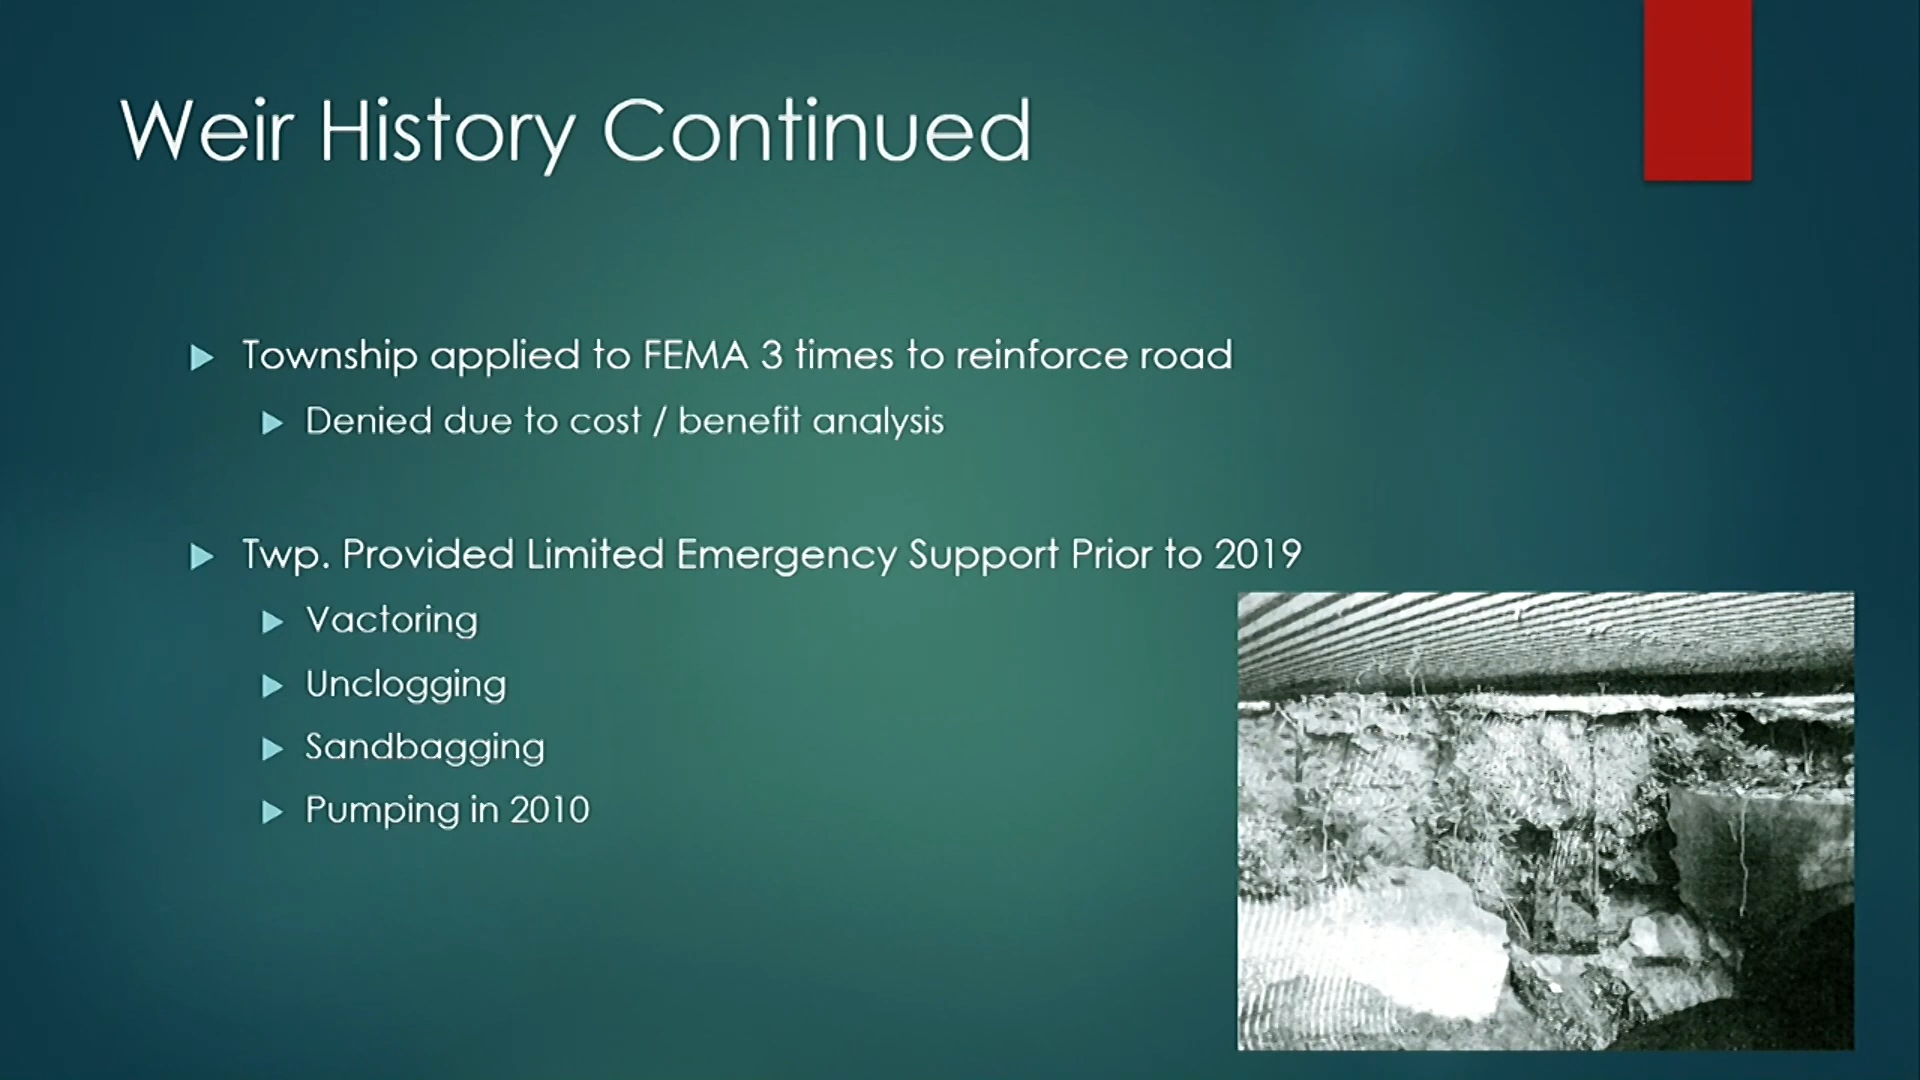 Weir History Continued
Township applied to FEMA 3 times to reinforce road
Denied due to cost / benefit analysis
Twp. Provided Limited Emergency Support Prior to 2019
Vactoring
Unclogging
Sandbagging
Pumping in 2010